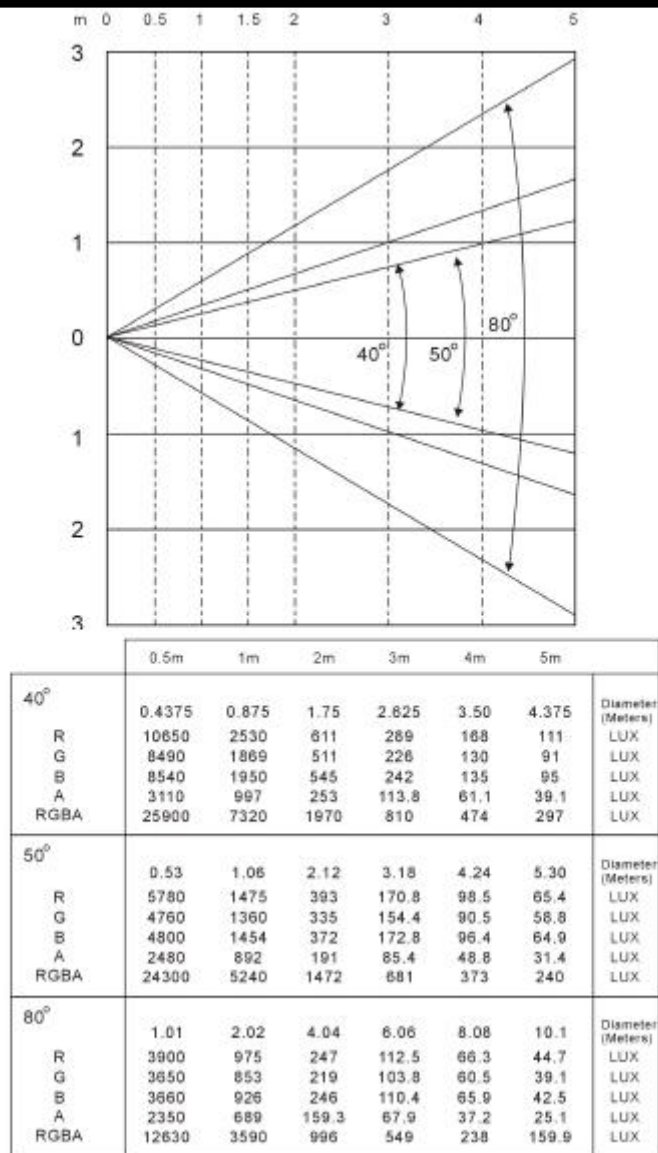 m 0 0.5 1 1.5 2 3 4 5
3
2
1
0
40° 50° 80°
1
2
3
0.5m 1m 2m 3m 4m 5m
40°
0.4375 0.875 1.75 2.625 3.50 4.375 Diameter (Meters)
R 10650 2530 611 289 168 111 LUX
G 8490 1869 511 226 130 91 LUX
B 8540 1950 545 242 135 95 LUX
A 3110 997 253 113.8 61.1 39.1 LUX
RGBA 25900 7320 1970 810 474 297 LUX
50°
0.53 1.06 2.12 3.18 4.24 5.30 Diameter (Meters)
R 5780 1475 393 170.8 98.5 65.4 LUX
G 4760 1360 335 154.4 90.5 58.8 LUX
B 4800 1454 372 172.8 96.4 64.9 LUX
A 2480 892 191 85.4 48.8 31.4 LUX
RGBA 24300 5240 1472 681 373 240 LUX
80°
1.01 2.02 4.04 6.06 8.08 10.1 Diameter (Meters)
R 3900 975 247 112.5 66.3 44.7 LUX
G 3650 853 219 103.8 60.5 39.1 LUX
B 3660 926 246 110.4 65.9 42.5 LUX
A 2350 689 159.3 67.9 37.2 25.1 LUX
RGBA 12630 3590 996 549 238 159.9 LUX